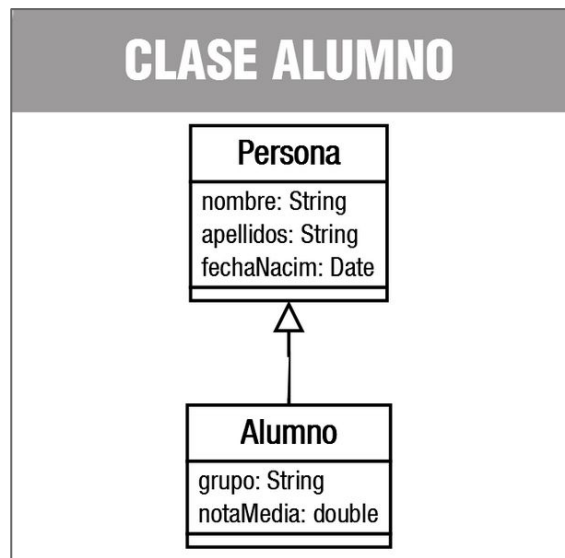 CLASE ALUMNO
Persona
nombre: String
apellidos: String
fechaNacim: Date
Alumno
grupo: String
notaMedia: double